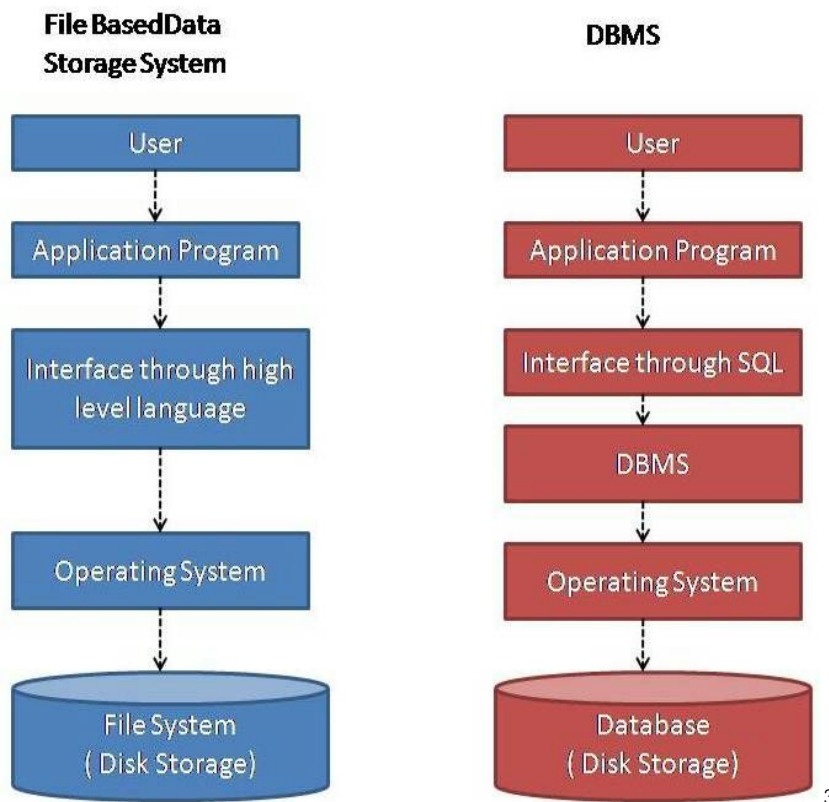 File BasedData
Storage System
User
Application Program
Interface through high
level language
Operating System
File System
( Disk Storage)
DBMS
User
Application Program
Interface through SQL
DBMS
Operating System
Database
( Disk Storage)